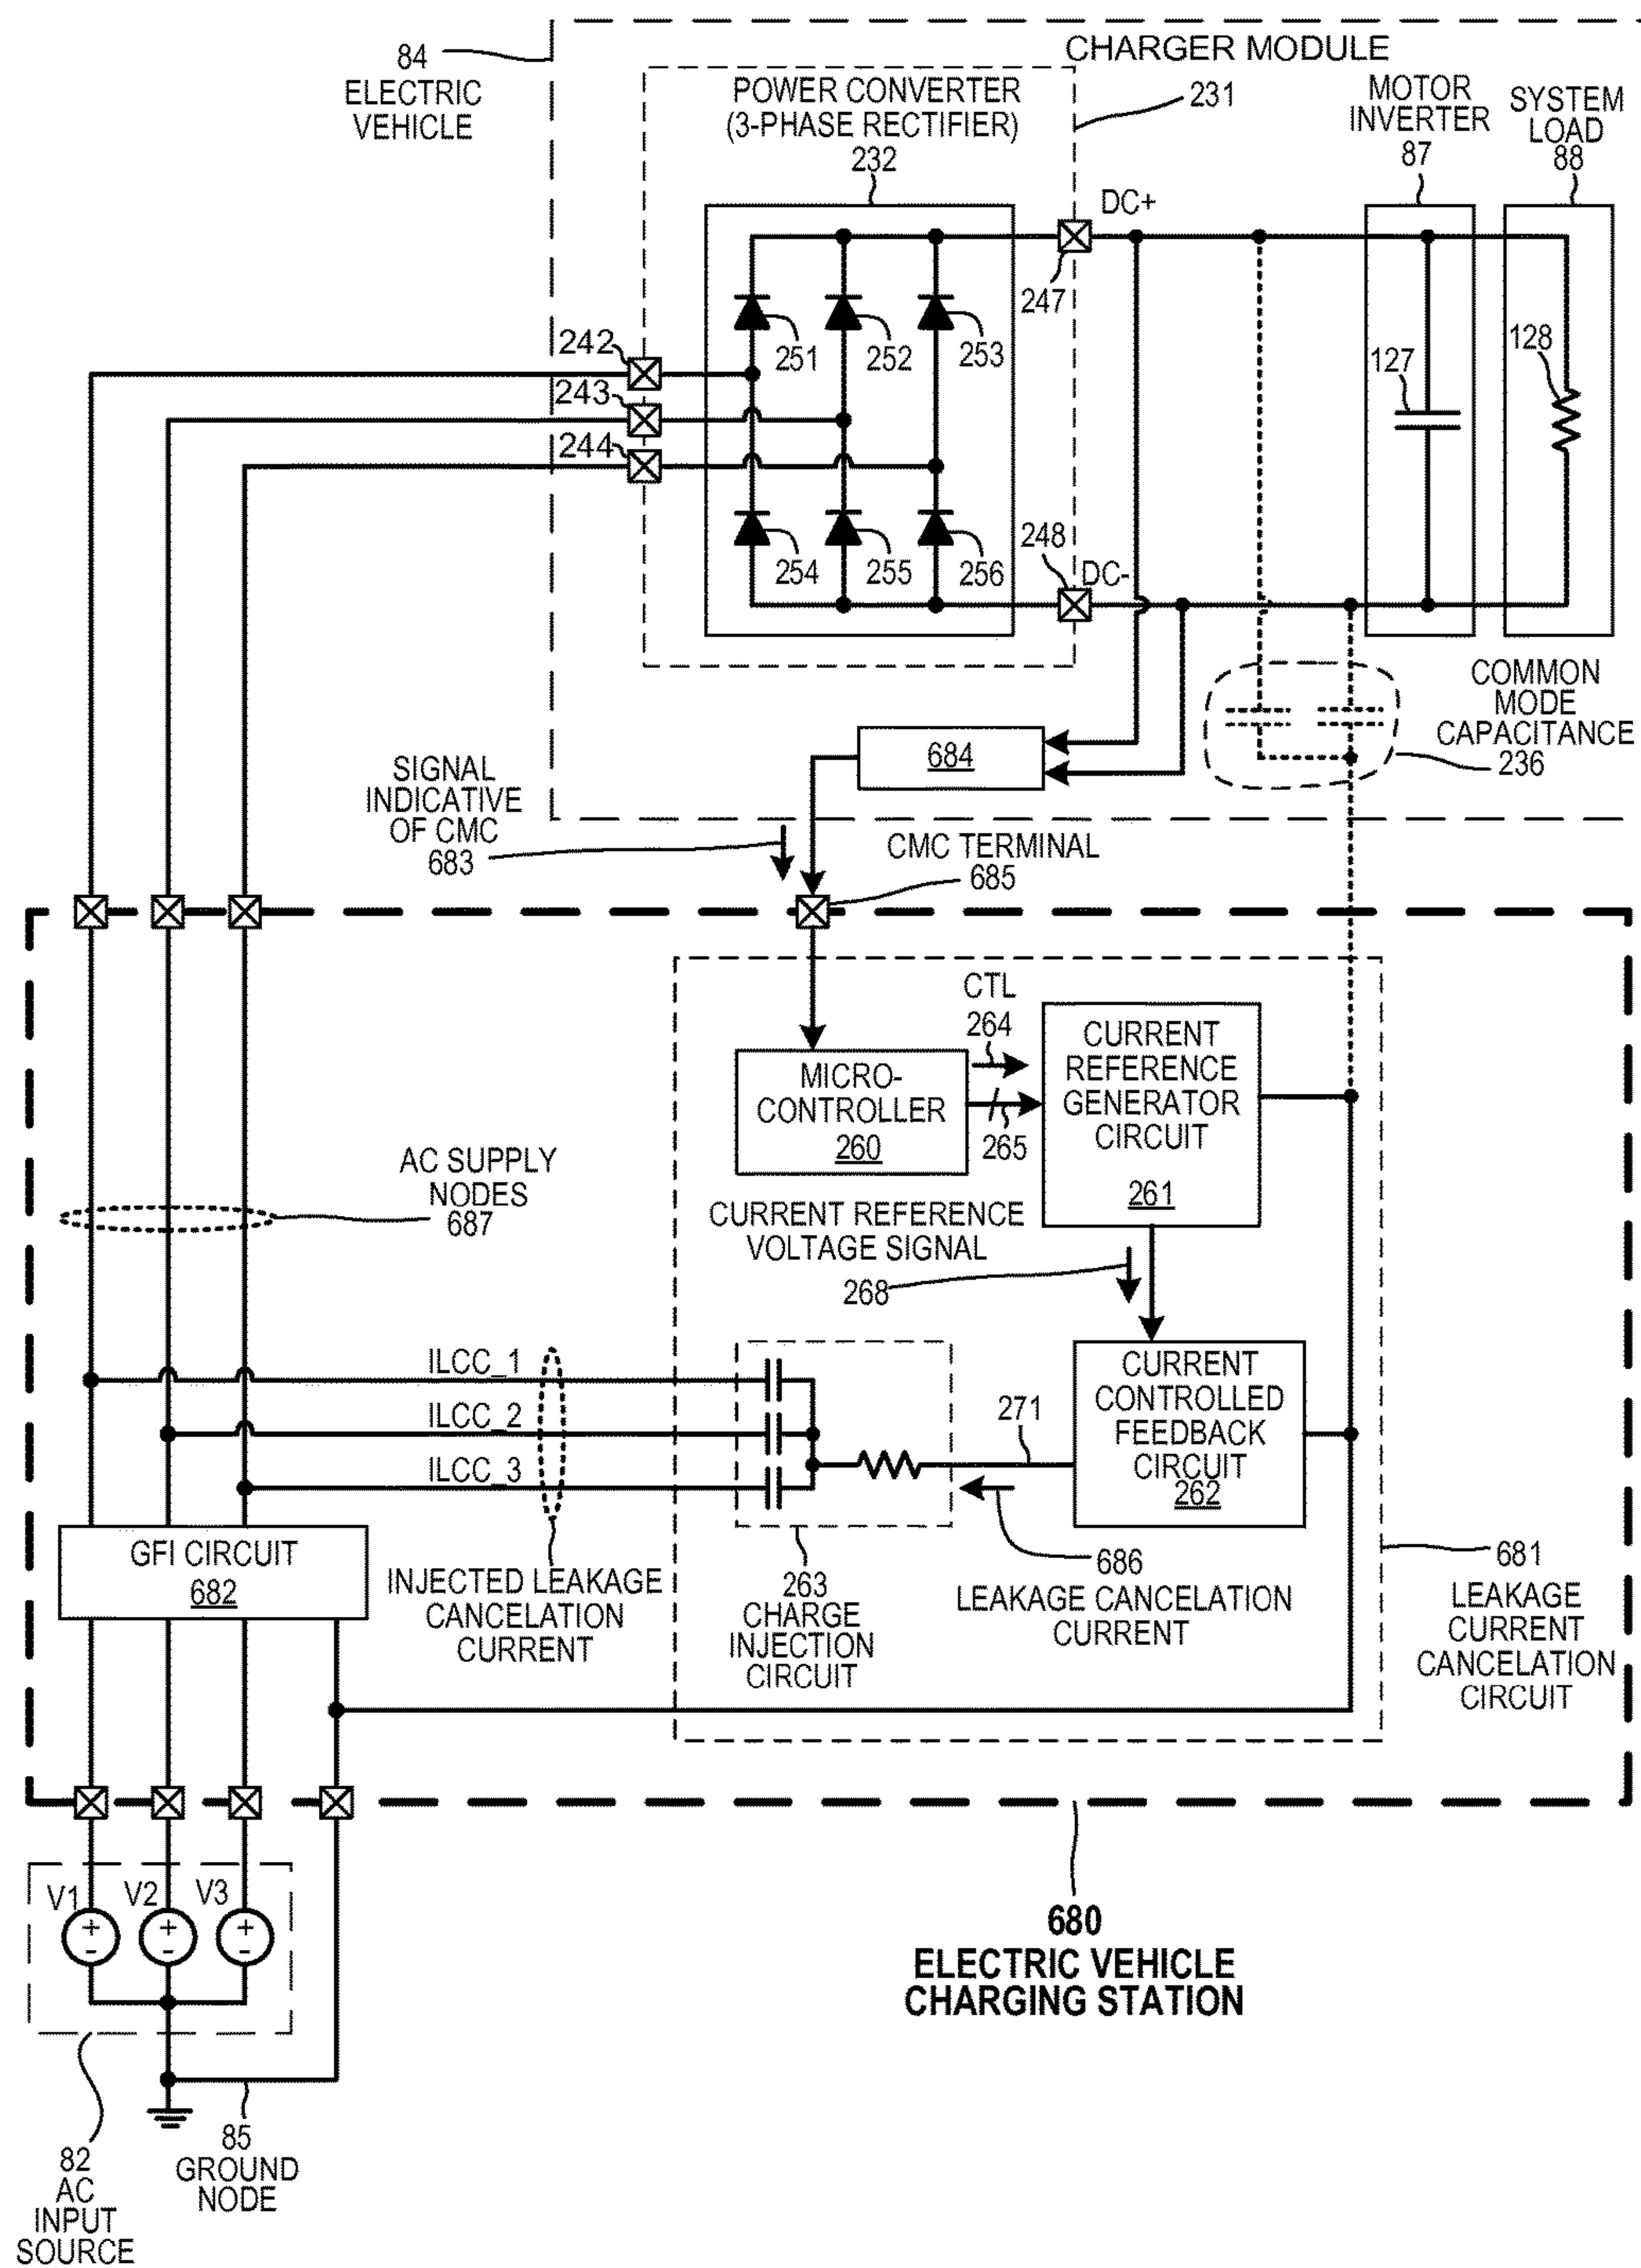 CHARGER MODULE
84
ELECTRIC
VEHICLE
POWER CONVERTER
(3-PHASE RECTIFIER)
232
231
MOTOR
INVERTER
87
SYSTEM
LOAD
88
DC+
247
251
252
253
242
243
244
127
128
254
255
256
248
DC-
COMMON
MODE
CAPACITANCE
236
684
SIGNAL
INDICATIVE
OF CMC
683
CMC TERMINAL
685
CTL
264
MICRO-
CONTROLLER
260
265
CURRENT
REFERENCE
GENERATOR
CIRCUIT
261
AC SUPPLY
NODES
687
CURRENT REFERENCE
VOLTAGE SIGNAL
268
ILCC_1
ILCC_2
ILCC_3
271
CURRENT
CONTROLLED
FEEDBACK
CIRCUIT
262
GFI CIRCUIT
682
INJECTED LEAKAGE
CANCELATION
CURRENT
263
CHARGE
INJECTION
CIRCUIT
686
LEAKAGE CANCELATION
CURRENT
681
LEAKAGE
CURRENT
CANCELATION
CIRCUIT
V1
V2
V3
+
-
+
-
+
-
680
ELECTRIC VEHICLE
CHARGING STATION
82
AC
INPUT
SOURCE
85
GROUND
NODE